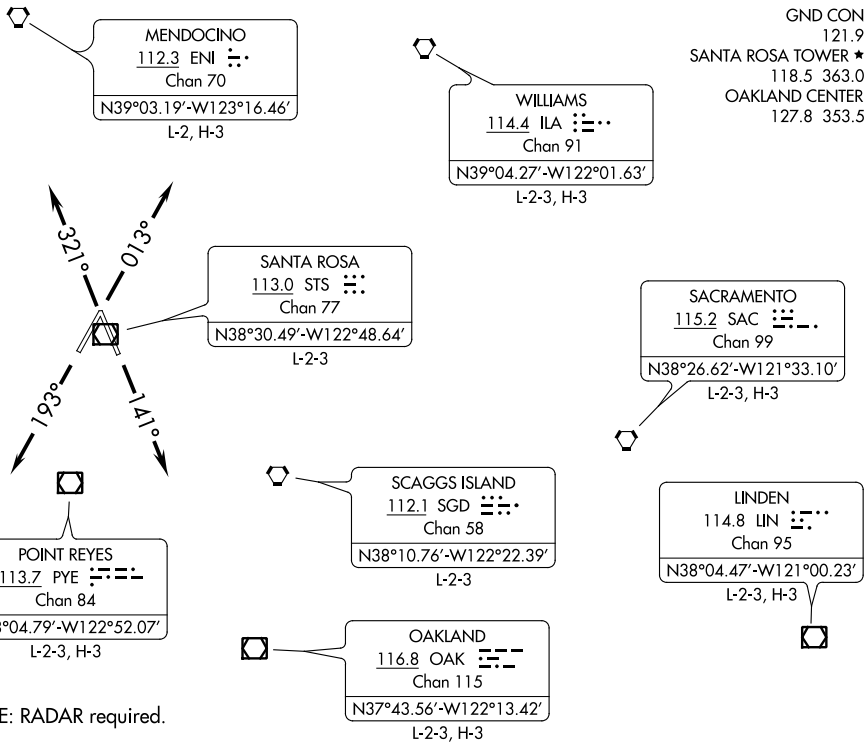 GND CON
121.9
SANTA ROSA TOWER ★
118.5 363.0
OAKLAND CENTER
127.8 353.5
MENDOCINO
112.3 ENI
Chan 70
N39°03.19′-W123°16.46′
L-2, H-3
WILLIAMS
114.4 ILA
Chan 91
N39°04.27′-W122°01.63′
L-2-3, H-3
321°
013°
193°
141°
SANTA ROSA
113.0 STS
Chan 77
N38°30.49′-W122°48.64′
L-2-3
SACRAMENTO
115.2 SAC
Chan 99
N38°26.62′-W121°33.10′
L-2-3, H-3
SCAGGS ISLAND
112.1 SGD
Chan 58
N38°10.76′-W122°22.39′
L-2-3
LINDEN
114.8 LIN
Chan 95
N38°04.47′-W121°00.23′
L-2-3, H-3
POINT REYES
113.7 PYE
Chan 84
8°04.79′-W122°52.07′
L-2-3, H-3
OAKLAND
116.8 OAK
Chan 115
N37°43.56′-W122°13.42′
L-2-3, H-3
E: RADAR required.